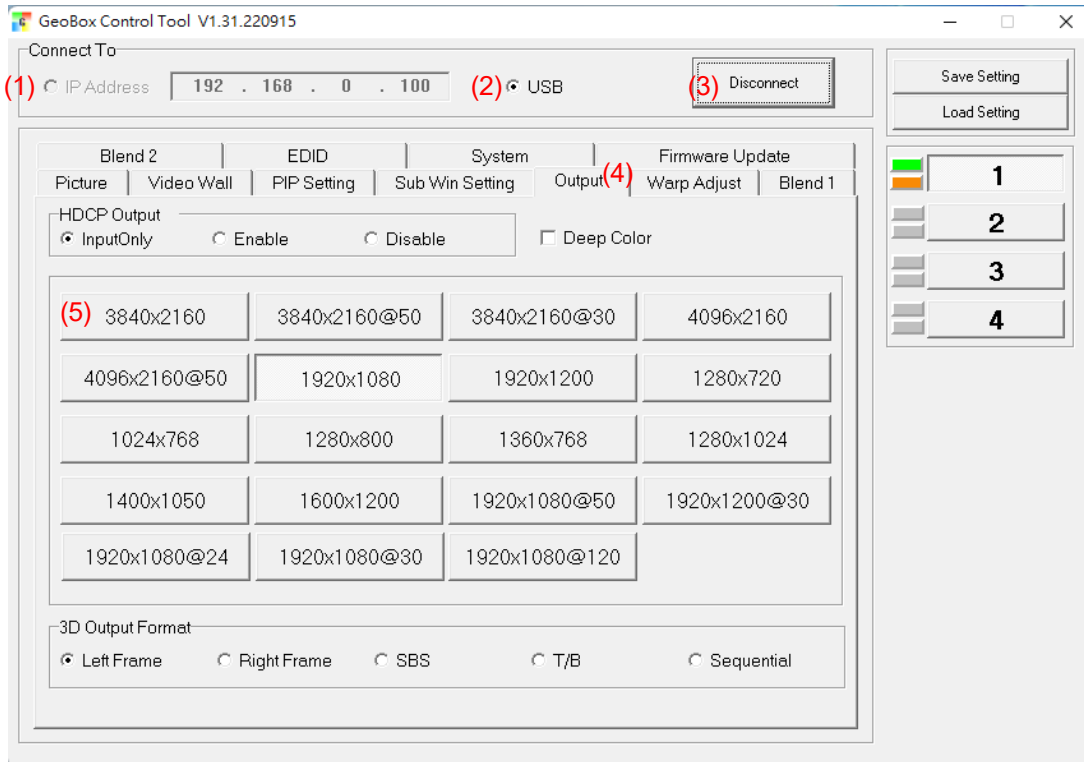 GeoBox Control Tool V1.31.220915
Connect To
(1) IP Address 192 . 168 . 0 . 100 (2) USB (3) Disconnect
Save Setting
Load Setting
Blend 2 EDID System Firmware Update
Picture Video Wall PIP Setting Sub Win Setting Output (4) Warp Adjust Blend 1
1
2
3
4
HDCP Output
InputOnly Enable Disable Deep Color
(5) 3840x2160 3840x2160@50 3840x2160@30 4096x2160
4096x2160@50 1920x1080 1920x1200 1280x720
1024x768 1280x800 1360x768 1280x1024
1400x1050 1600x1200 1920x1080@50 1920x1200@30
1920x1080@24 1920x1080@30 1920x1080@120
3D Output Format
Left Frame Right Frame SBS T/B Sequential